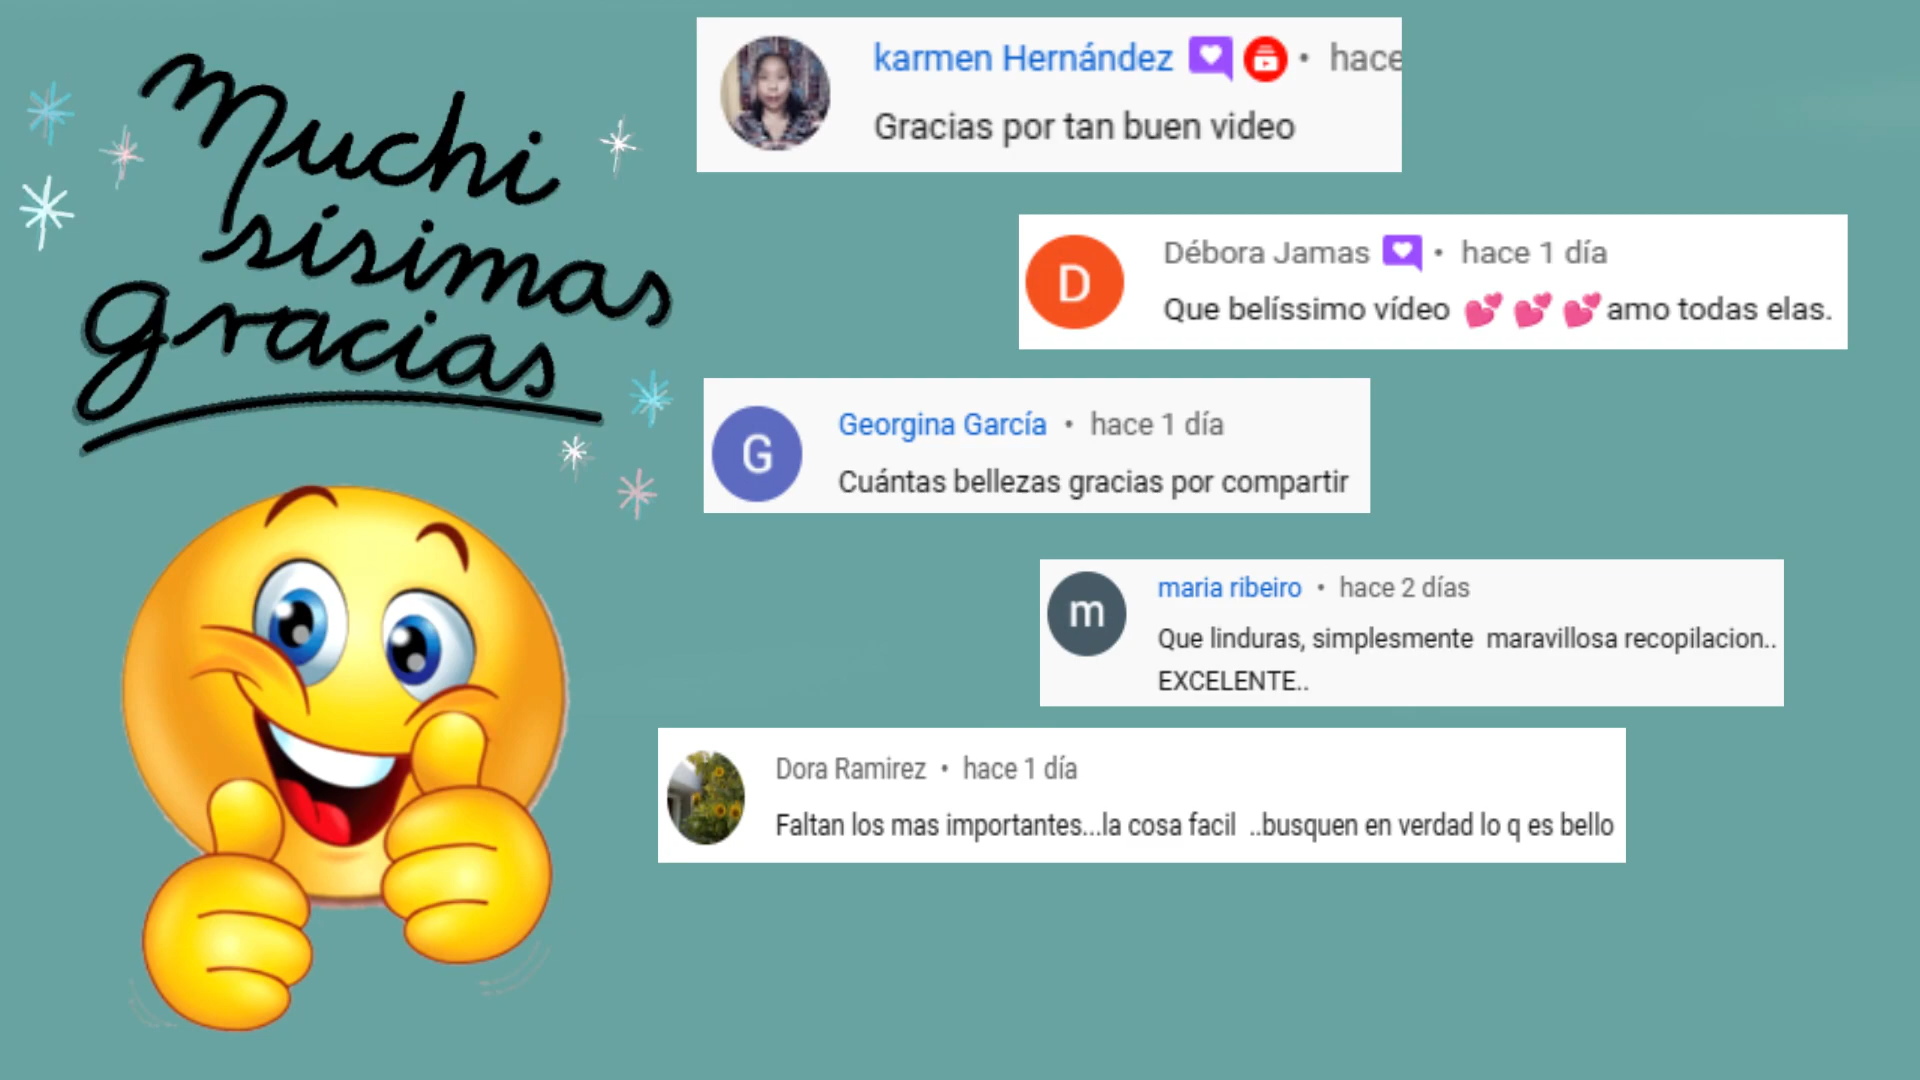 Muchi
sísimas
gracias
karmen Hernández • hace
Gracias por tan buen video
D
Débora Jamas • hace 1 día
Que belíssimo vídeo 💕 💕 💕 amo todas elas.
G
Georgina García • hace 1 día
Cuántas bellezas gracias por compartir
m
maria ribeiro • hace 2 días
Que linduras, simplesmente maravillosa recopilacion..
EXCELENTE..
Dora Ramirez • hace 1 día
Faltan los mas importantes...la cosa facil ..busquen en verdad lo q es bello